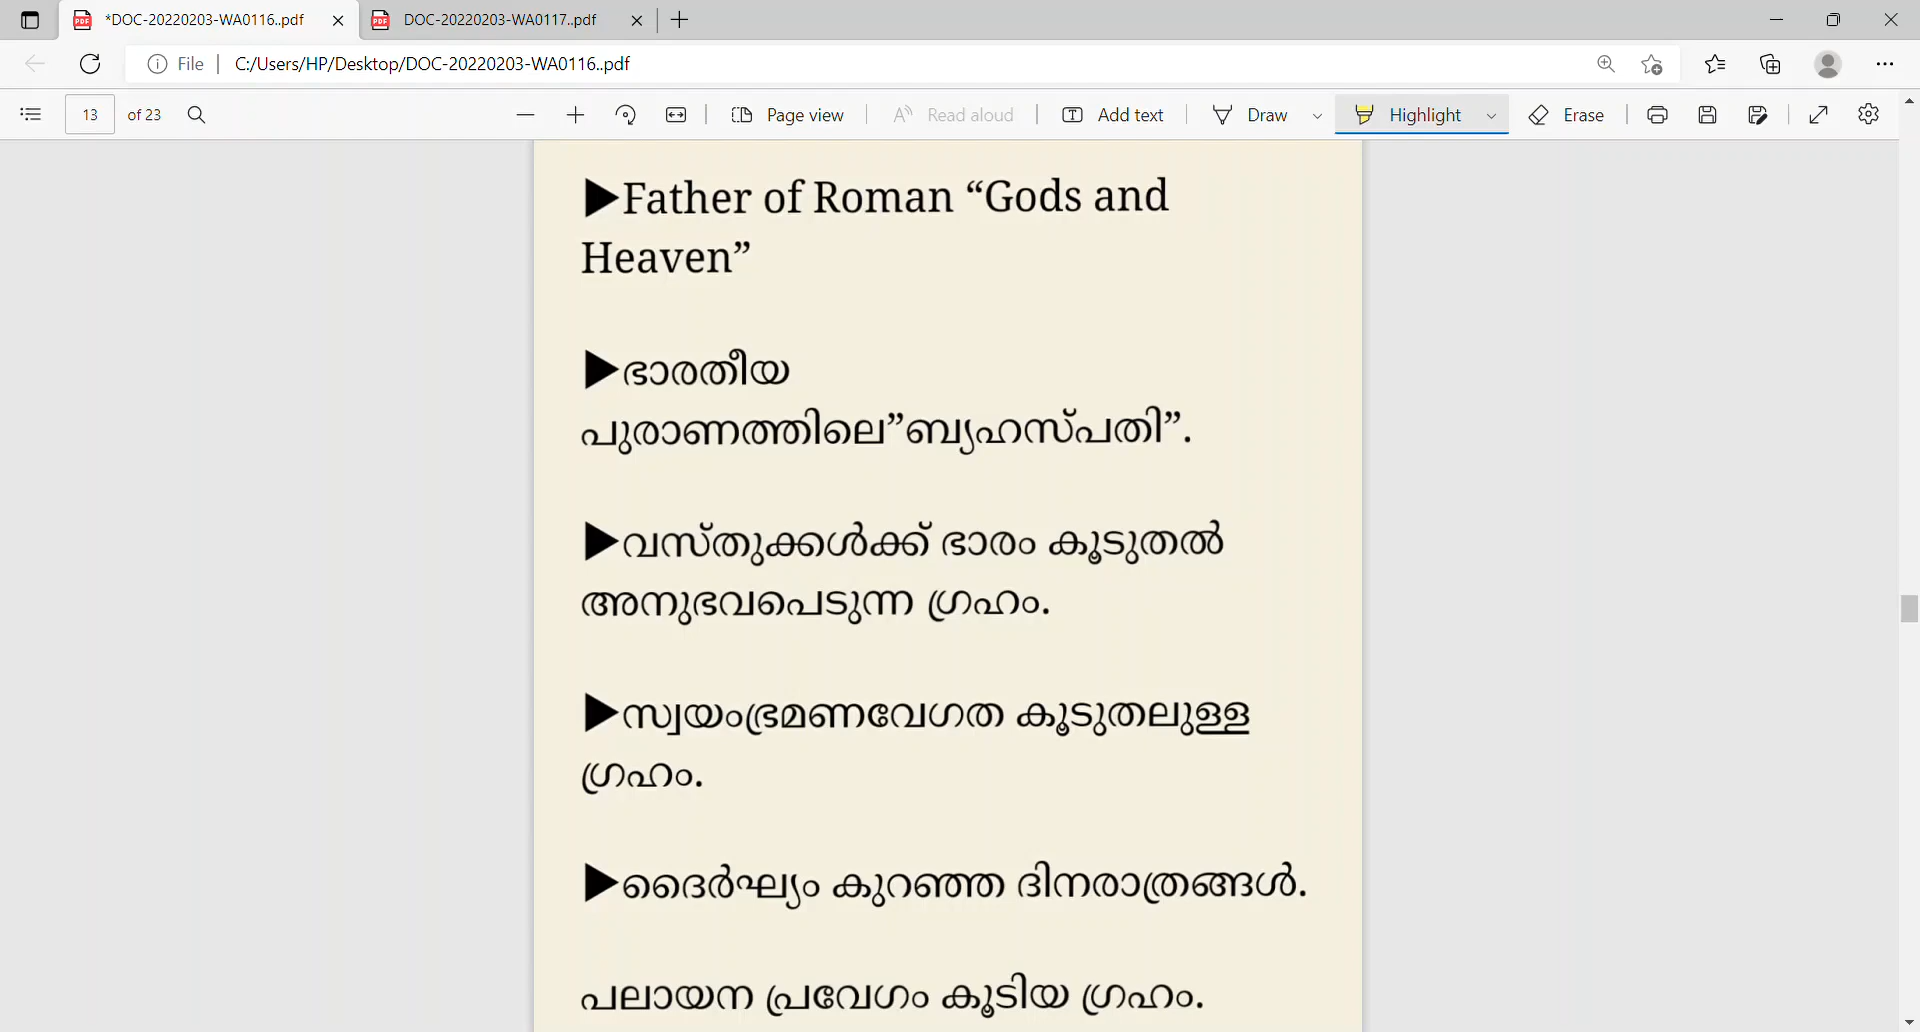 *DOC-20220203-WA0116..pdf
DOC-20220203-WA0117..pdf
File
C:/Users/HP/Desktop/DOC-20220203-WA0116..pdf
13 of 23
Page view
Read aloud
Add text
Draw
Highlight
Erase
▶Father of Roman “Gods and
Heaven”
▶ഭാരതീയ
പുരാണത്തിലെ”ബ്യഹസ്പതി”.
▶വസ്തുക്കൾക്ക് ഭാരം കൂടുതൽ
അനുഭവപെടുന്ന ഗ്രഹം.
▶സ്വയംഭ്രമണവേഗത കൂടുതലുള്ള
ഗ്രഹം.
▶ദൈർഘ്യം കുറഞ്ഞ ദിനരാത്രങ്ങൾ.
പലായന പ്രവേഗം കൂടിയ ഗ്രഹം.